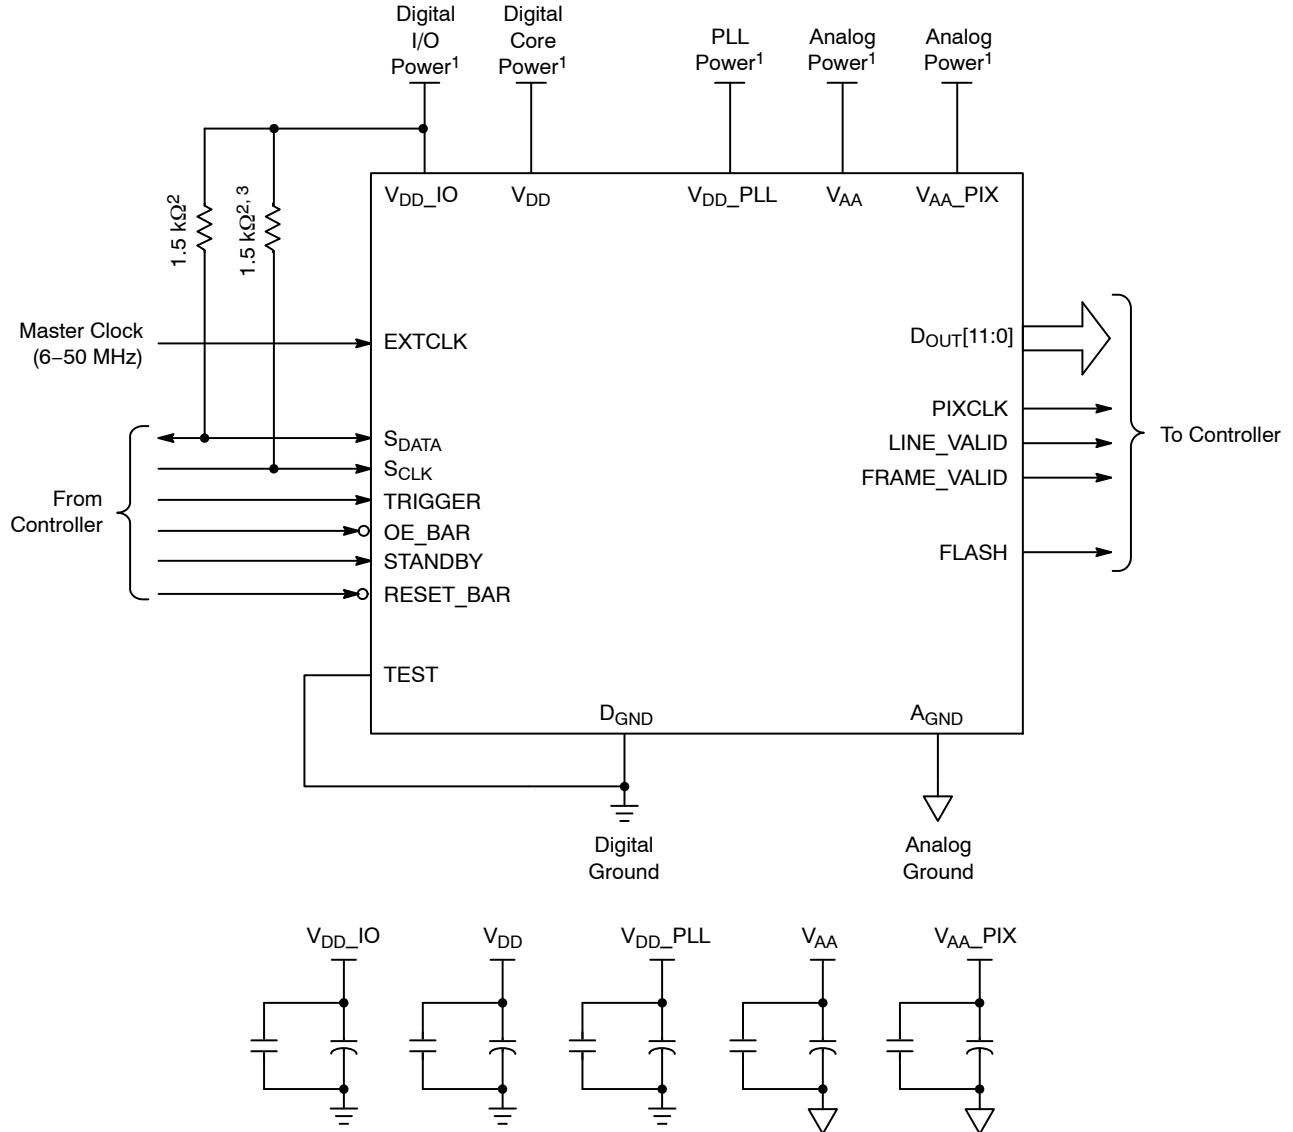 Digital
I/O
Power1
Digital
Core
Power1
PLL
Power1
Analog
Power1
Analog
Power1
1.5 kΩ2
1.5 kΩ2, 3
VDD_IO
VDD
VDD_PLL
VAA
VAA_PIX
Master Clock
(6–50 MHz)
EXTCLK
DOUT[11:0]
PIXCLK
LINE_VALID
FRAME_VALID
FLASH
To Controller
SDATA
SCLK
TRIGGER
OE_BAR
STANDBY
RESET_BAR
From
Controller
TEST
DGND
AGND
Digital
Ground
Analog
Ground
VDD_IO
VDD
VDD_PLL
VAA
VAA_PIX